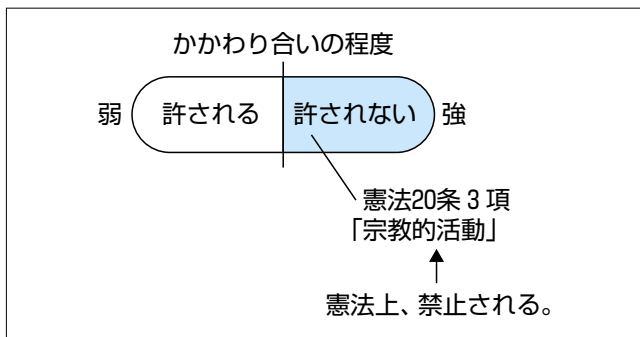 かかわり合いの程度
弱 許される 許されない 強
憲法20条3項
「宗教的活動」
憲法上、禁止される。